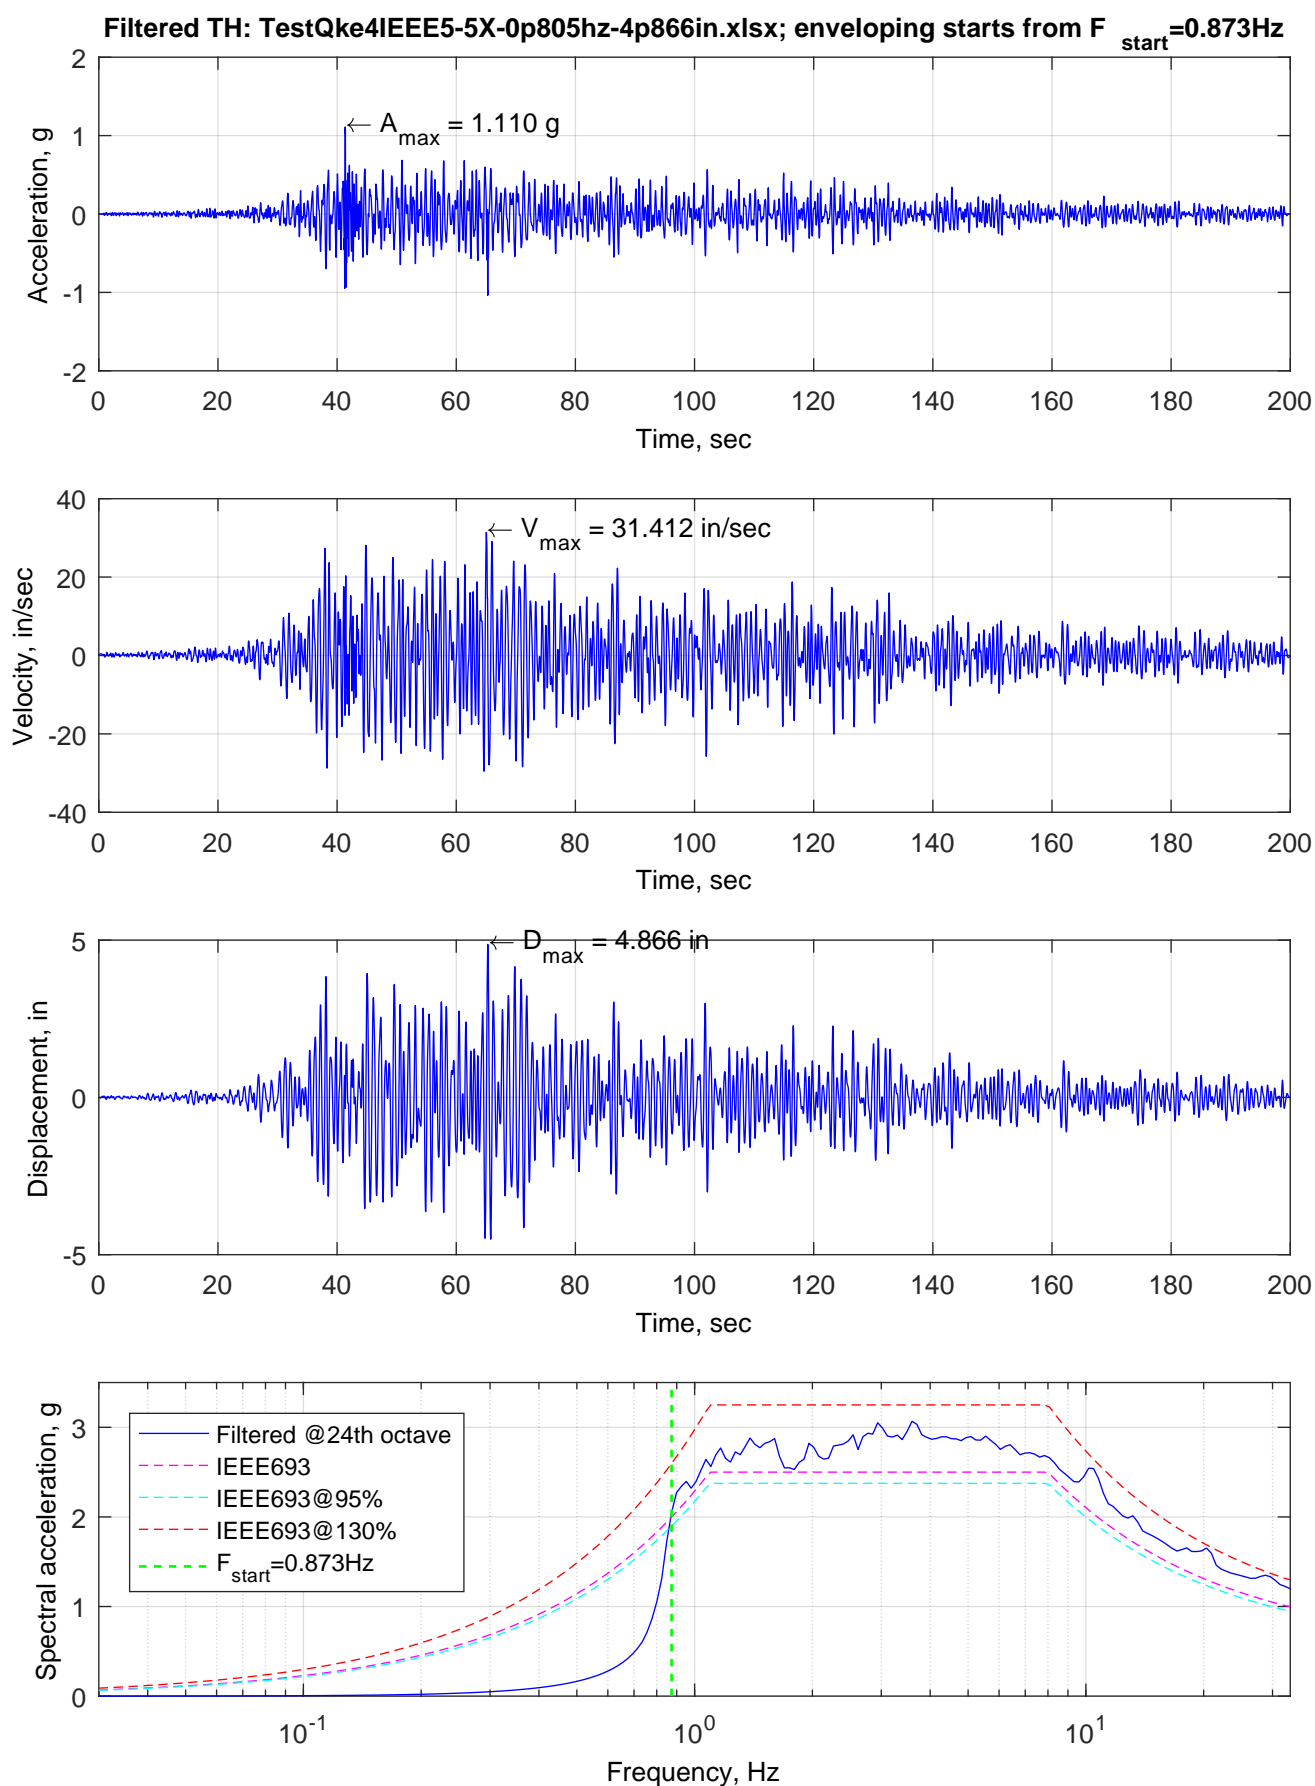 Filtered TH: TestQke4IEEE5-5X-0p805hz-4p866in.xlsx; enveloping starts from F start=0.873Hz
2
1
0
-1
-2
Acceleration, g
← Amax = 1.110 g
0 20 40 60 80 100 120 140 160 180 200
Time, sec
40
20
0
-20
-40
Velocity, in/sec
← Vmax = 31.412 in/sec
0 20 40 60 80 100 120 140 160 180 200
Time, sec
5
0
-5
Displacement, in
← Dmax = 4.866 in
0 20 40 60 80 100 120 140 160 180 200
Time, sec
3
2
1
0
Spectral acceleration, g
Filtered @24th octave
IEEE693
IEEE693@95%
IEEE693@130%
Fstart=0.873Hz
10-1 100 101
Frequency, Hz